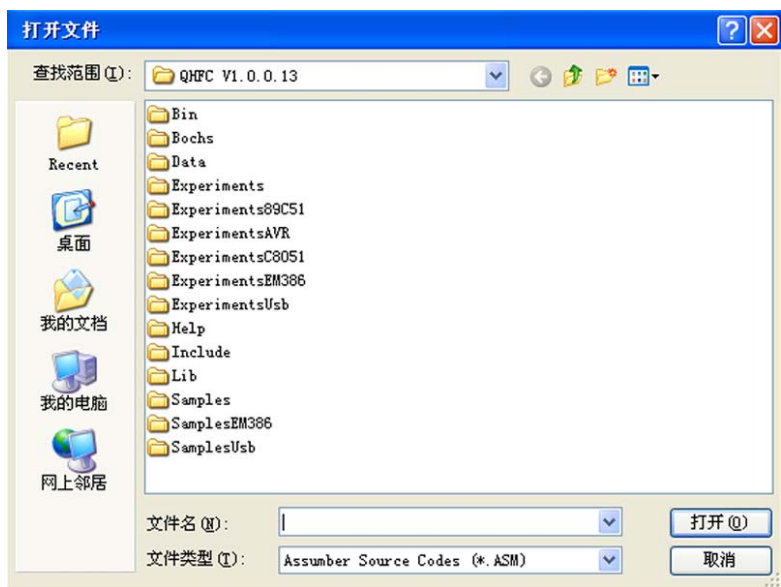 打开文件
查找范围(I): QHFC V1.0.0.13
Recent
桌面
我的文档
我的电脑
网上邻居
Bin
Bochs
Data
Experiments
Experiments89C51
ExperimentsAVR
ExperimentsC8051
ExperimentsEM386
ExperimentsUsb
Help
Include
Lib
Samples
SamplesEM386
SamplesUsb
文件名(N): 打开(O)
文件类型(T): Assumber Source Codes (*.ASM) 取消